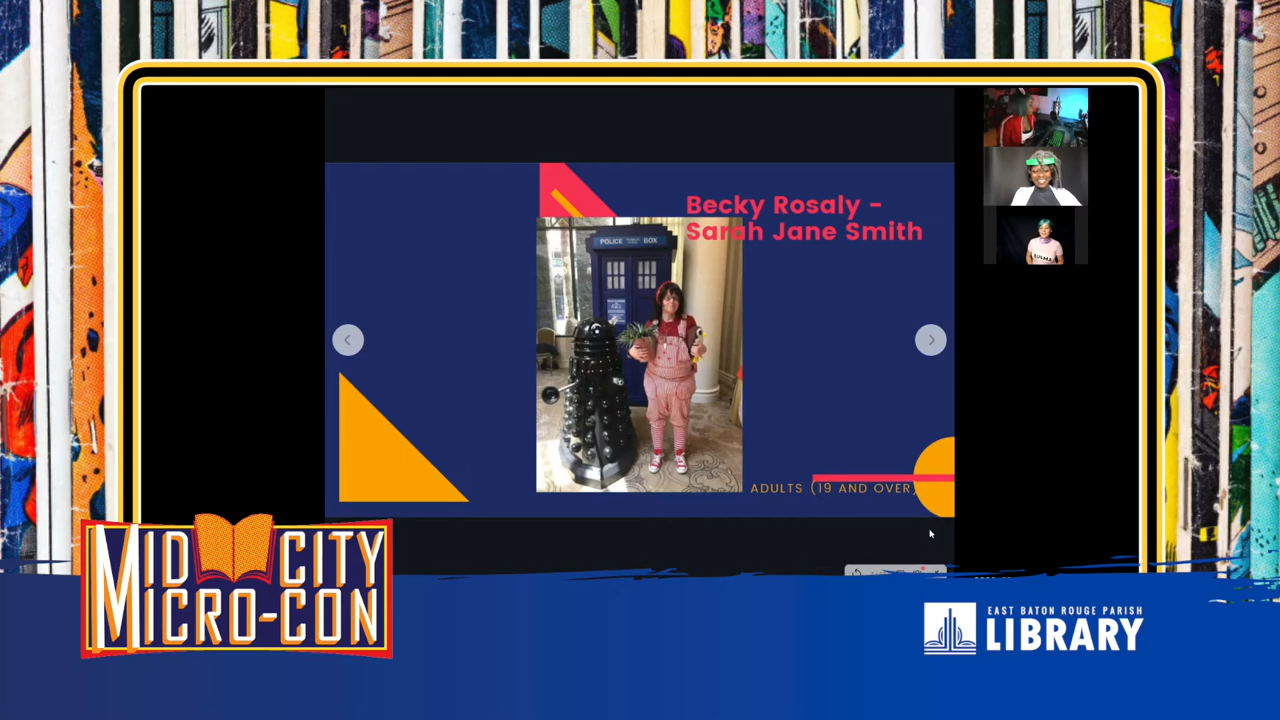 Becky Rosaly -
Sarah Jane Smith
POLICE PUBLIC BOX
ADULTS (19 AND OVER)
MID CITY
MICRO-CON
EAST BATON ROUGE PARISH
LIBRARY